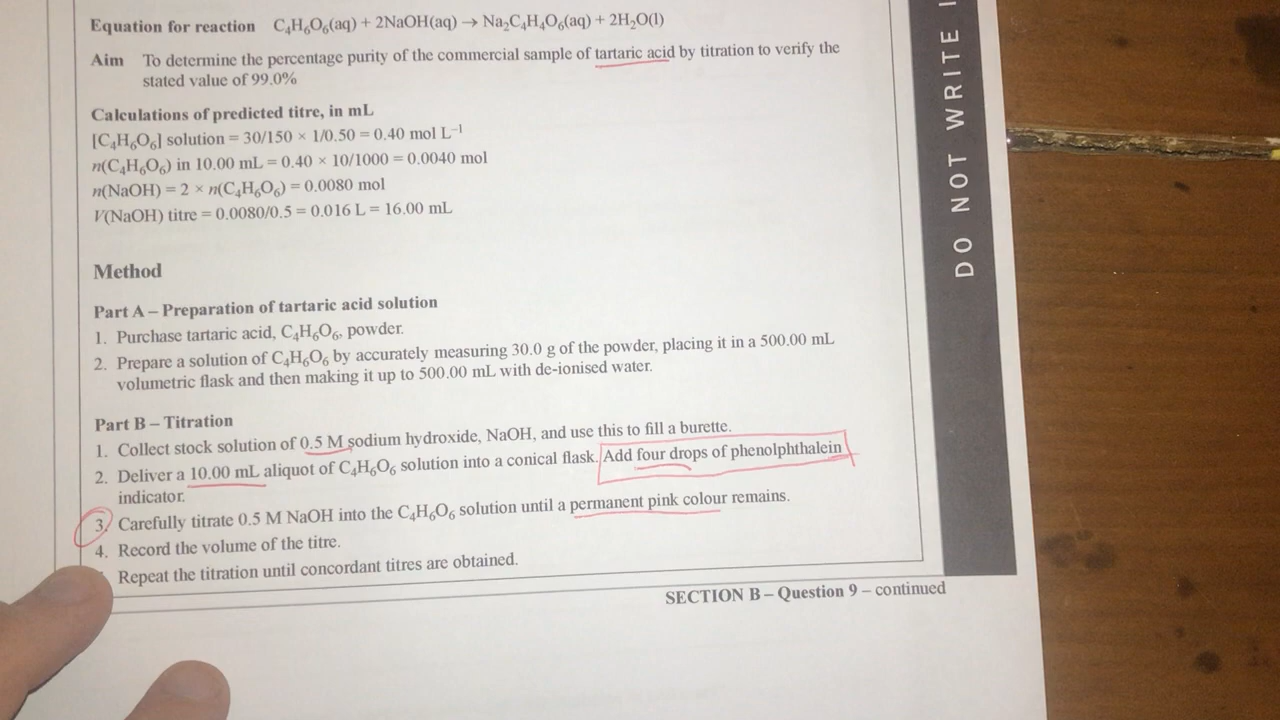 Equation for reaction C₄H₆O₆(aq) + 2NaOH(aq) → Na₂C₄H₄O₆(aq) + 2H₂O(l)
Aim To determine the percentage purity of the commercial sample of tartaric acid by titration to verify the
stated value of 99.0%
Calculations of predicted titre, in mL
[C₄H₆O₆] solution = 30/150 × 1/0.50 = 0.40 mol L⁻¹
n(C₄H₆O₆) in 10.00 mL = 0.40 × 10/1000 = 0.0040 mol
n(NaOH) = 2 × n(C₄H₆O₆) = 0.0080 mol
V(NaOH) titre = 0.0080/0.5 = 0.016 L = 16.00 mL
Method
Part A – Preparation of tartaric acid solution
1. Purchase tartaric acid, C₄H₆O₆, powder.
2. Prepare a solution of C₄H₆O₆ by accurately measuring 30.0 g of the powder, placing it in a 500.00 mL
volumetric flask and then making it up to 500.00 mL with de-ionised water.
Part B – Titration
1. Collect stock solution of 0.5 M sodium hydroxide, NaOH, and use this to fill a burette.
2. Deliver a 10.00 mL aliquot of C₄H₆O₆ solution into a conical flask. Add four drops of phenolphthalein
indicator.
3. Carefully titrate 0.5 M NaOH into the C₄H₆O₆ solution until a permanent pink colour remains.
4. Record the volume of the titre.
Repeat the titration until concordant titres are obtained.
SECTION B – Question 9 – continued
DO NOT WRITE